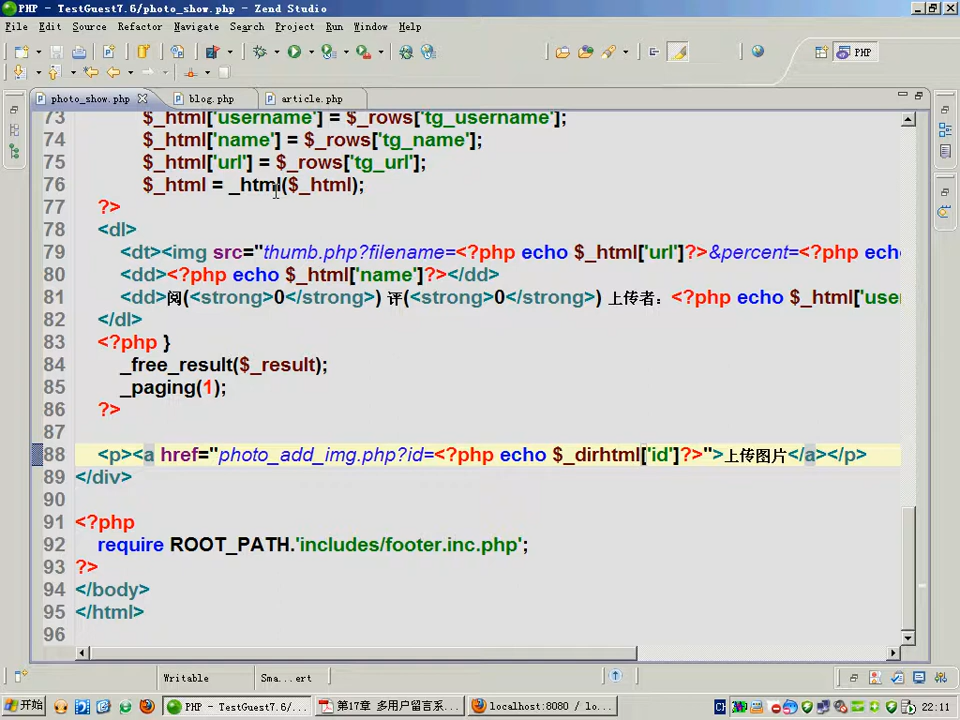 PHP - TestGuest7.6/photo_show.php - Zend Studio
File Edit Source Refactor Navigate Search Project Run Window Help
PHP
photo_show.php blog.php article.php
73 $_html['username'] = $_rows['tg_username'];
74 $_html['name'] = $_rows['tg_name'];
75 $_html['url'] = $_rows['tg_url'];
76 $_html = _html($_html);
77 ?>
78 <dl>
79 <dt><img src="thumb.php?filename=<?php echo $_html['url']?>&percent=<?php echo
80 <dd><?php echo $_html['name']?></dd>
81 <dd>阅(<strong>0</strong>) 评(<strong>0</strong>) 上传者：<?php echo $_html['user
82 </dl>
83 <?php }
84 _free_result($_result);
85 _paging(1);
86 ?>
87
88 <p><a href="photo_add_img.php?id=<?php echo $_dirhtml['id']?>">上传图片</a></p>
89 </div>
90
91 <?php
92 require ROOT_PATH.'includes/footer.inc.php';
93 ?>
94 </body>
95 </html>
96
Writable Sma...ert
开始 PHP - TestGuest7.6/... 第17章 多用户留言系... localhost:8080 / lo... CH 22:11